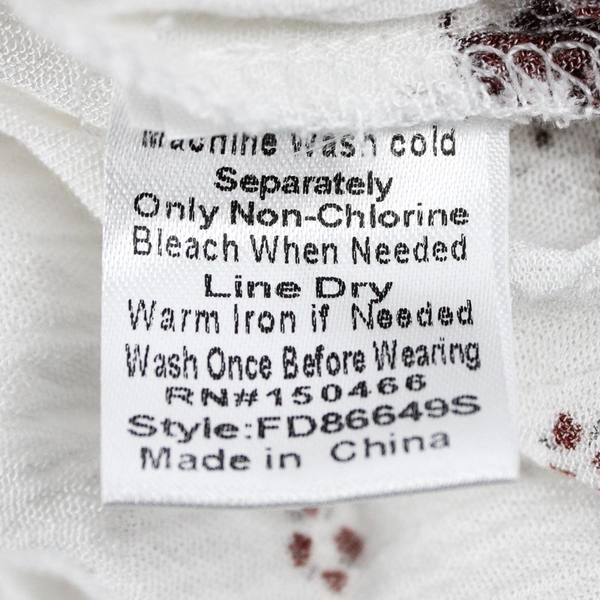 Machine Wash cold
Separately
Only Non-Chlorine
Bleach When Needed
Line Dry
Warm Iron if Needed
Wash Once Before Wearing
RN#150466
Style:FD86649S
Made in China